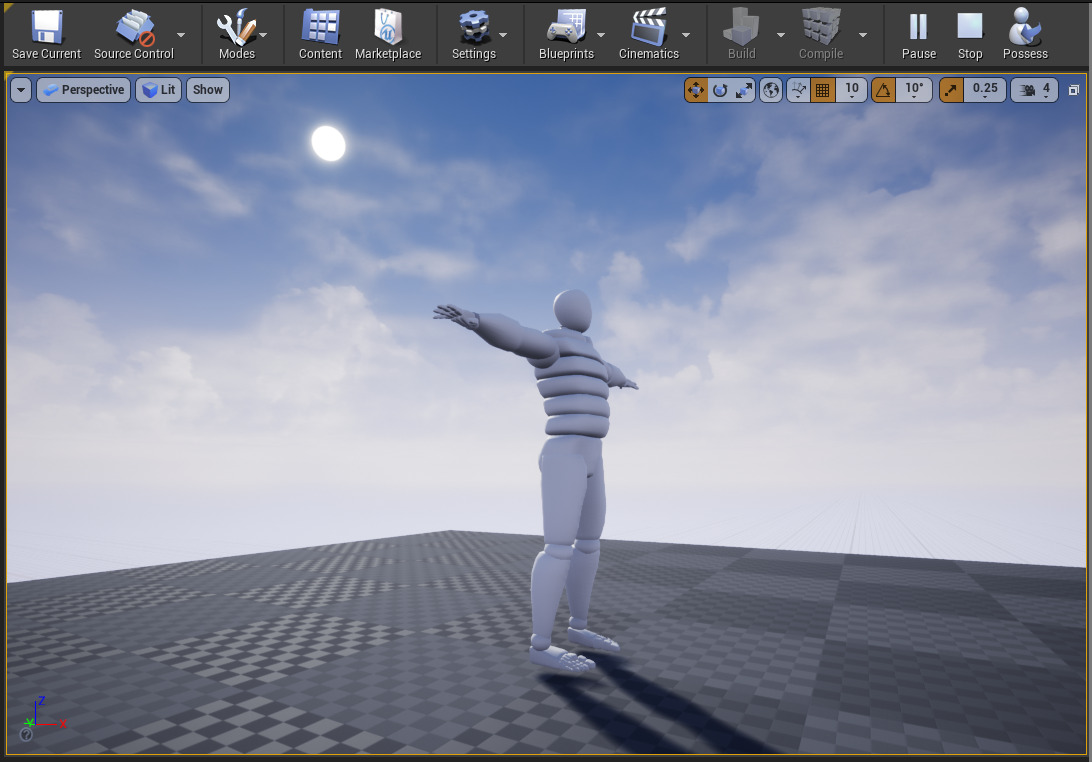 Save Current Source Control Modes Content Marketplace Settings Blueprints Cinematics Build Compile Pause Stop Possess
Perspective Lit Show 10 10° 0.25 4
Z
Y X
?